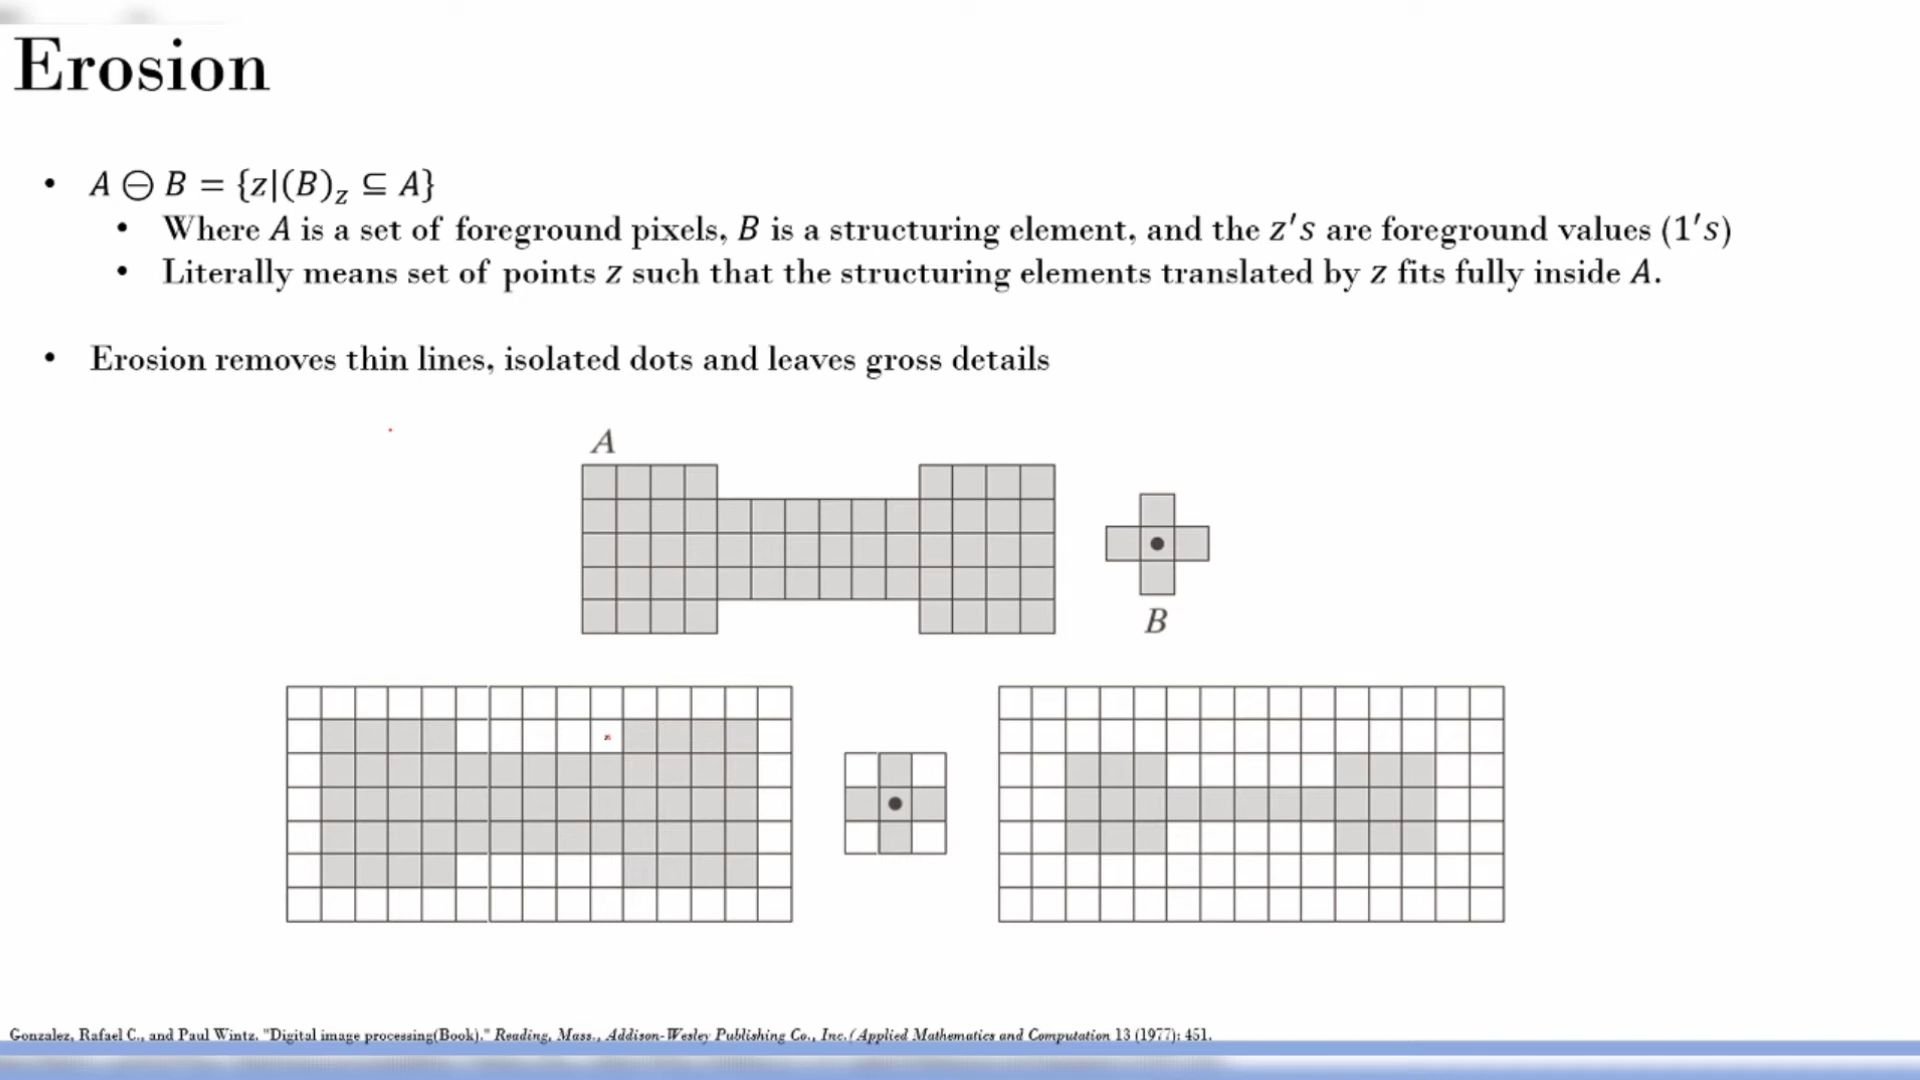 Erosion
• A ⊖ B = {z|(B)z ⊆ A}
• Where A is a set of foreground pixels, B is a structuring element, and the z's are foreground values (1's)
• Literally means set of points z such that the structuring elements translated by z fits fully inside A.
• Erosion removes thin lines, isolated dots and leaves gross details
A
B
Gonzalez, Rafael C., and Paul Wintz. "Digital image processing(Book)." Reading, Mass., Addison-Wesley Publishing Co., Inc.(Applied Mathematics and Computation 13 (1977): 451.